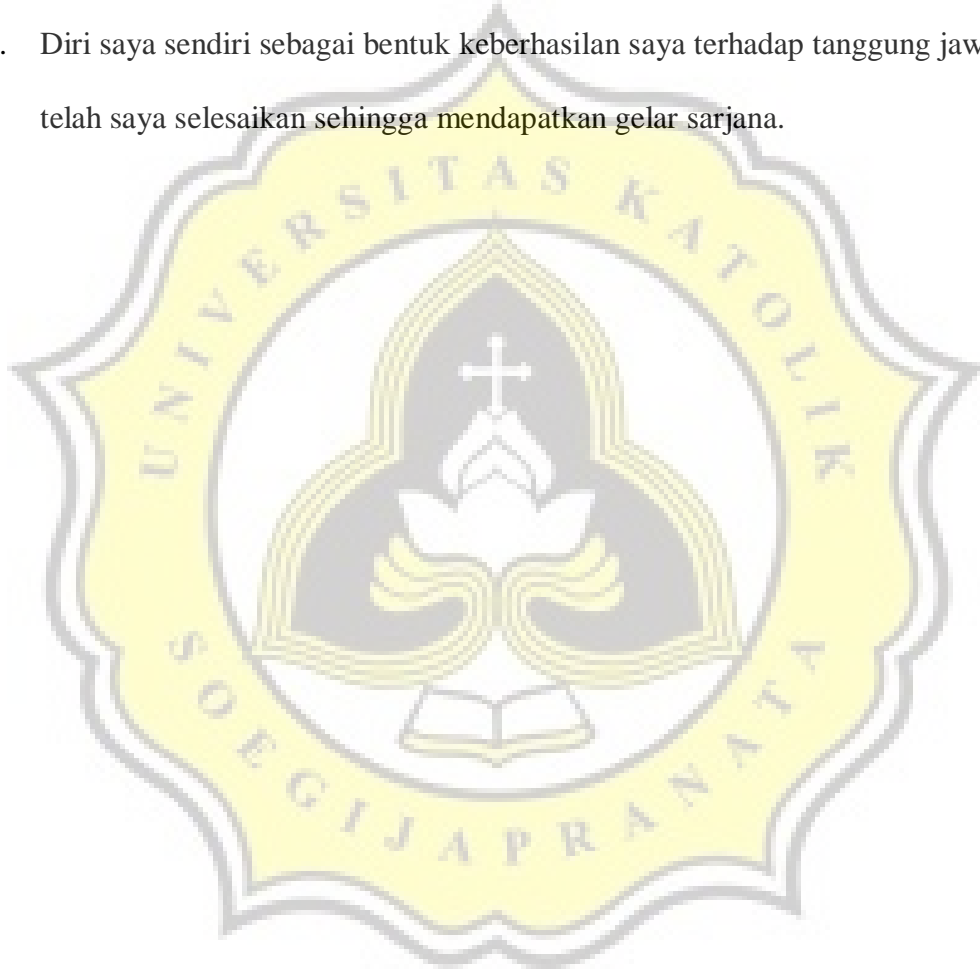 . Diri saya sendiri sebagai bentuk keberhasilan saya terhadap tanggung
telah saya selesaikan sehingga mendapatkan gelar sarjana.
UNIVERSITAS KATOLIK
SOEGIJAPRANATA